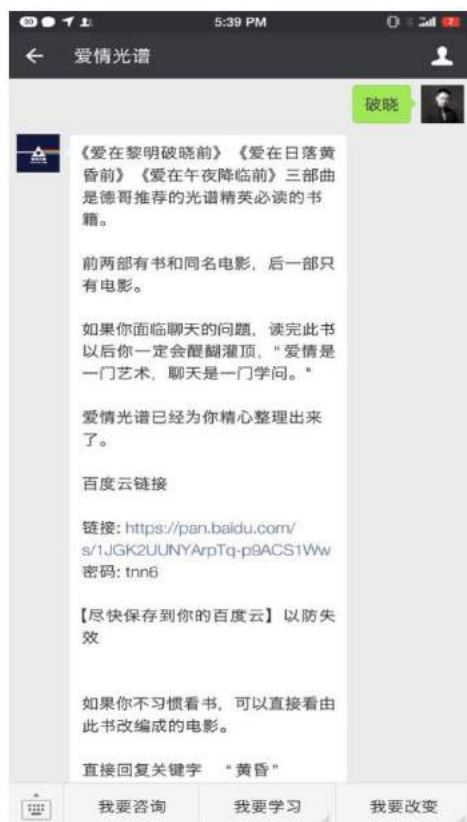 5:39 PM
爱情光谱
破晓
《爱在黎明破晓前》《爱在日落黄
昏前》《爱在午夜降临前》三部曲
是德哥推荐的光谱精英必读的书
籍。
前两部有书和同名电影，后一部只
有电影。
如果你面临聊天的问题，读完此书
以后你一定会醍醐灌顶，“爱情是
一门艺术，聊天是一门学问。”
爱情光谱已经为你精心整理出来
了。
百度云链接
链接: https://pan.baidu.com/
s/1JGK2UUNYArpTq-p9ACS1Ww
密码: tnn6
【尽快保存到你的百度云】以防失
效
如果你不习惯看书，可以直接看由
此书改编成的电影。
直接回复关键字 “黄昏”
我要咨询 我要学习 我要改变